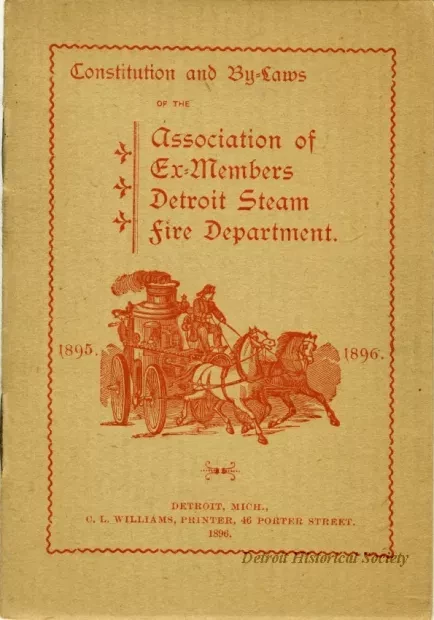 Constitution and By-Laws
OF THE
Association of
Ex-Members
Detroit Steam
Fire Department.
1895.
1896.
DETROIT, MICH.,
C. L. WILLIAMS, PRINTER, 46 PORTER STREET.
1896.
Detroit Historical Society